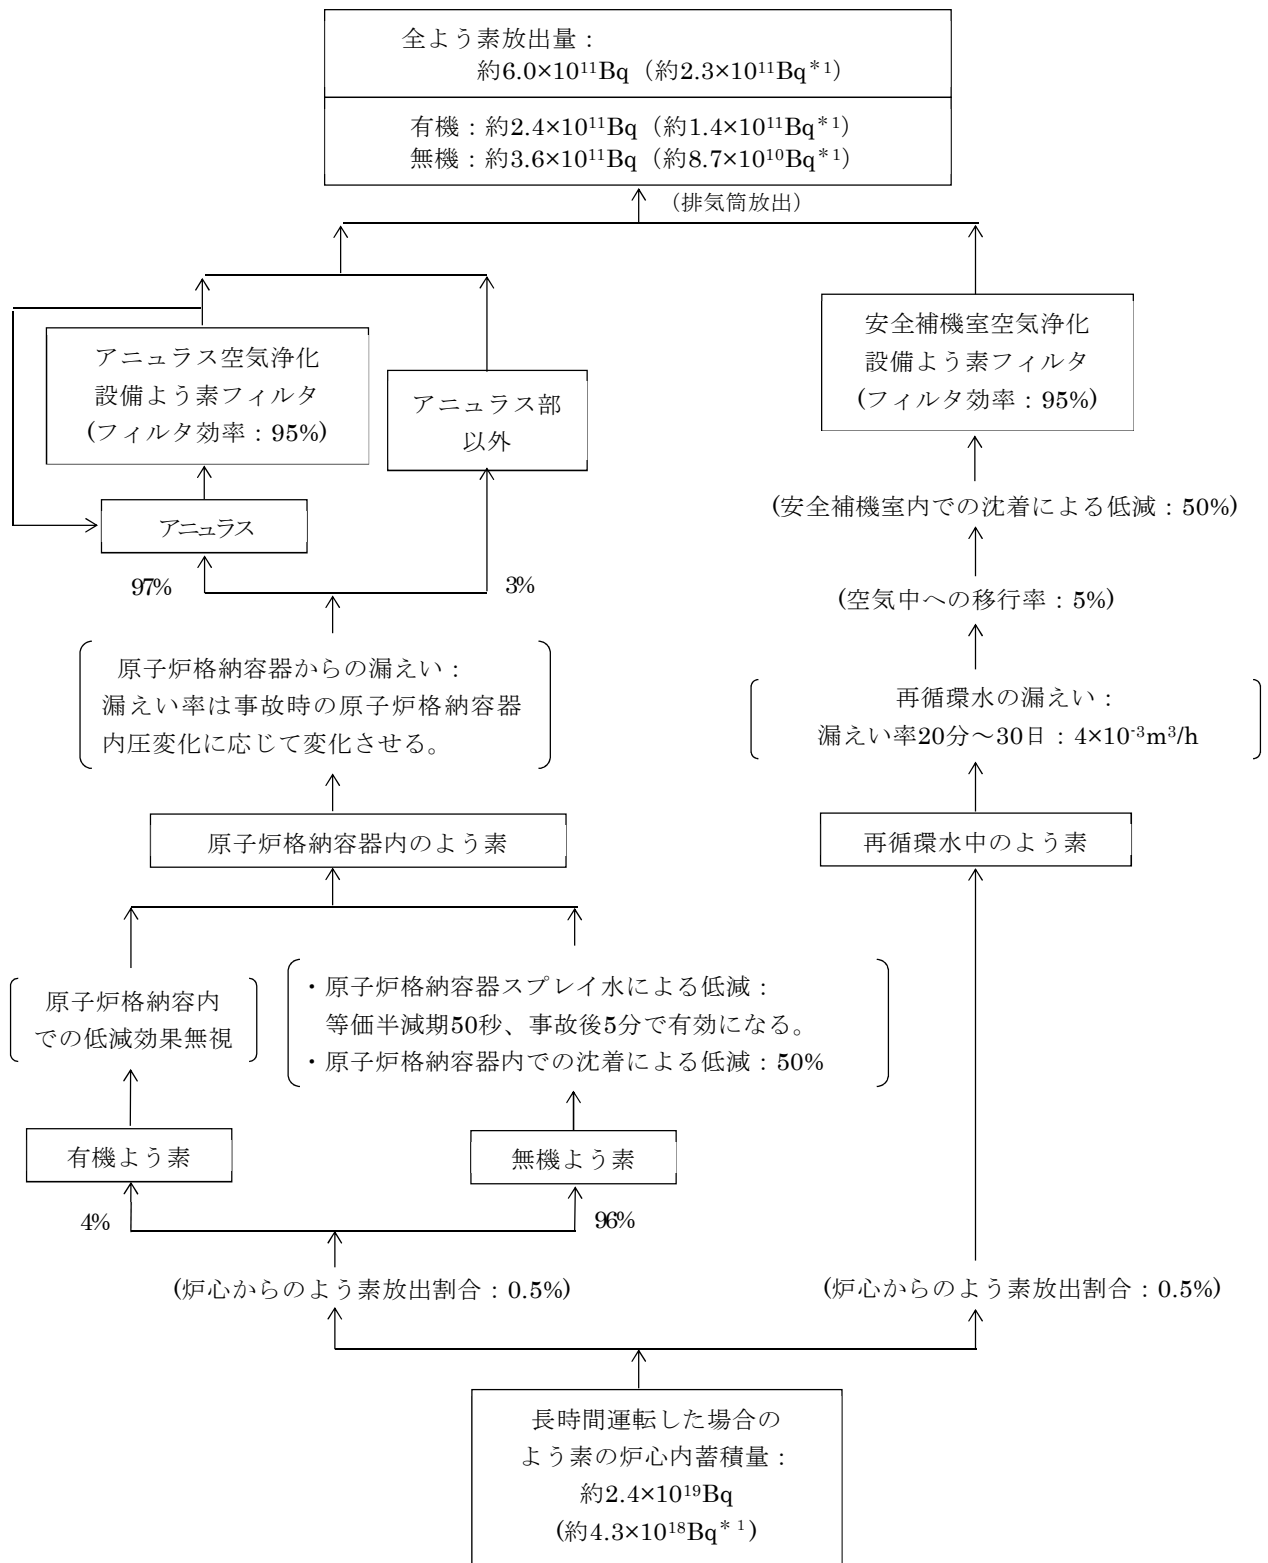 全よう素放出量：
約6.0×10¹¹Bq（約2.3×10¹¹Bq＊¹）
有機：約2.4×10¹¹Bq（約1.4×10¹¹Bq＊¹）
無機：約3.6×10¹¹Bq（約8.7×10¹⁰Bq＊¹）
（排気筒放出）
アニュラス空気浄化
設備よう素フィルタ
(フィルタ効率：95%)
アニュラス部
以外
安全補機室空気浄化
設備よう素フィルタ
(フィルタ効率：95%)
アニュラス
(安全補機室内での沈着による低減：50%)
97%
3%
(空気中への移行率：5%)
原子炉格納容器からの漏えい：
漏えい率は事故時の原子炉格納容器
内圧変化に応じて変化させる。
再循環水の漏えい：
漏えい率20分～30日：4×10⁻³m³/h
原子炉格納容器内のよう素
再循環水中のよう素
原子炉格納容内
での低減効果無視
・原子炉格納容器スプレイ水による低減：
等価半減期50秒、事故後5分で有効になる。
・原子炉格納容器内での沈着による低減：50%
有機よう素
無機よう素
4%
96%
(炉心からのよう素放出割合：0.5%)
(炉心からのよう素放出割合：0.5%)
長時間運転した場合の
よう素の炉心内蓄積量：
約2.4×10¹⁹Bq
(約4.3×10¹⁸Bq＊¹)